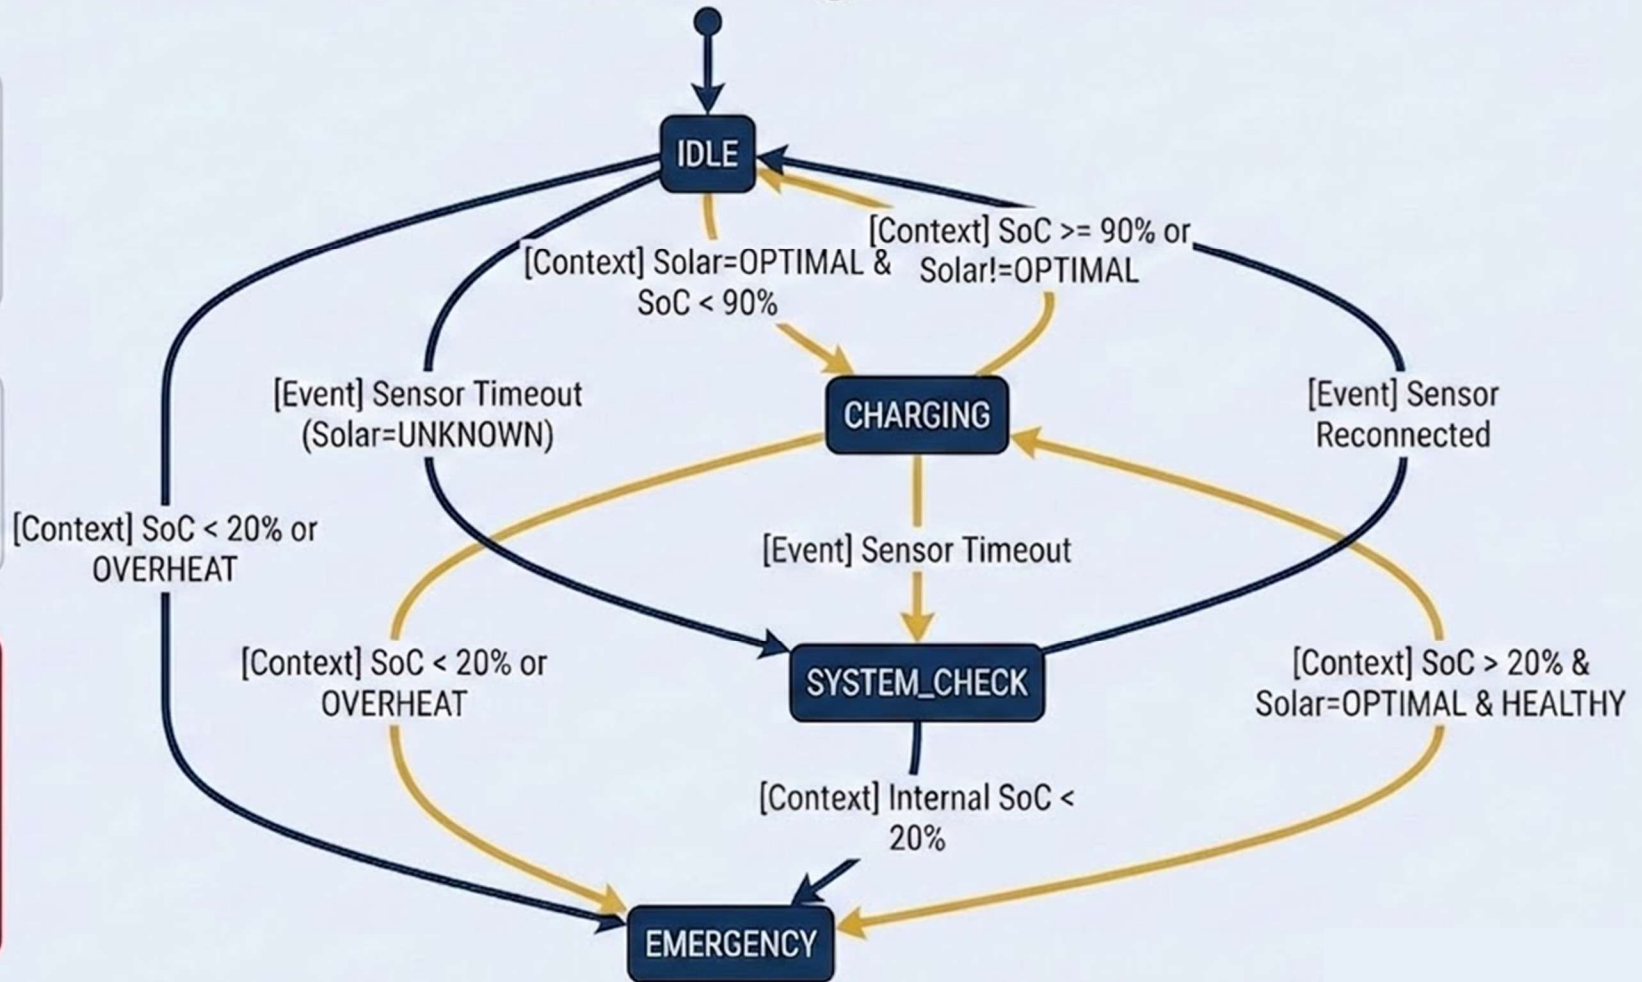 IDLE
[Context] SoC >= 90% or
Solar!=OPTIMAL
[Context] Solar=OPTIMAL &
SoC < 90%
[Event] Sensor Timeout
(Solar=UNKNOWN)
CHARGING
[Event] Sensor
Reconnected
[Context] SoC < 20% or
OVERHEAT
[Event] Sensor Timeout
[Context] SoC < 20% or
OVERHEAT
SYSTEM_CHECK
[Context] SoC > 20% &
Solar=OPTIMAL & HEALTHY
[Context] Internal SoC <
20%
EMERGENCY